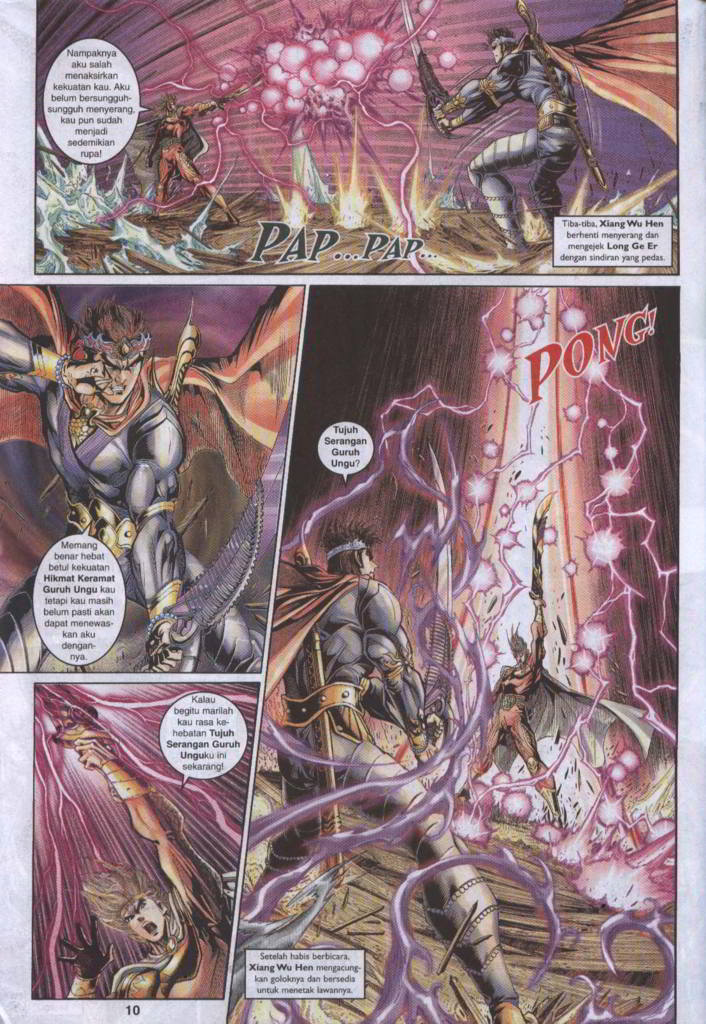 Nampaknya
aku salah
menaksirkan
kekuatan kau. Aku
belum bersungguh-
sungguh menyerang,
kau pun sudah
menjadi
sedemikian
rupa!
PAP...PAP...
Tiba-tiba, Xiang Wu Hen
berhenti menyerang dan
mengejek Long Ge Er
dengan sindiran yang pedas.
Memang
benar hebat
betul kekuatan
Hikmat Keramat
Guruh Ungu kau
tetapi kau masih
belum pasti akan
dapat menewas-
kan aku
dengan-
nya.
PONG!
Tujuh
Serangan
Guruh
Ungu?
Kalau
begitu marilah
kau rasa ke-
hebatan Tujuh
Serangan Guruh
Unguku ini
sekarang!
Setelah habis berbicara,
Xiang Wu Hen mengacung-
kan goloknya dan bersedia
untuk menetak lawannya.
10